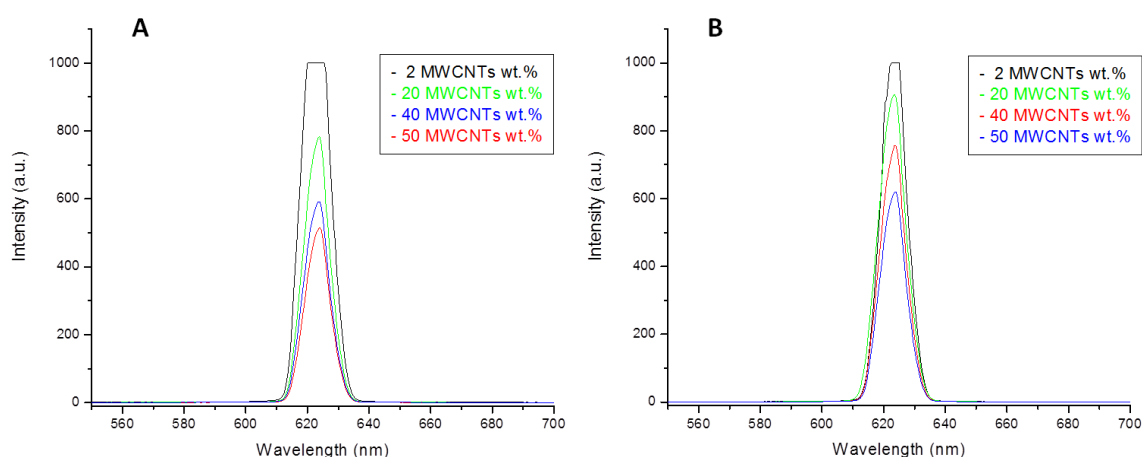 A
1000
800
600
400
200
0
Intensity (a.u.)
- 2 MWCNTs wt.%
- 20 MWCNTs wt.%
- 40 MWCNTs wt.%
- 50 MWCNTs wt.%
560 580 600 620 640 660 680 700
Wavelength (nm)
B
1000
800
600
400
200
0
Intensity (a.u.)
- 2 MWCNTs wt.%
- 20 MWCNTs wt.%
- 40 MWCNTs wt.%
- 50 MWCNTs wt.%
560 580 600 620 640 660 680 700
Wavelength (nm)